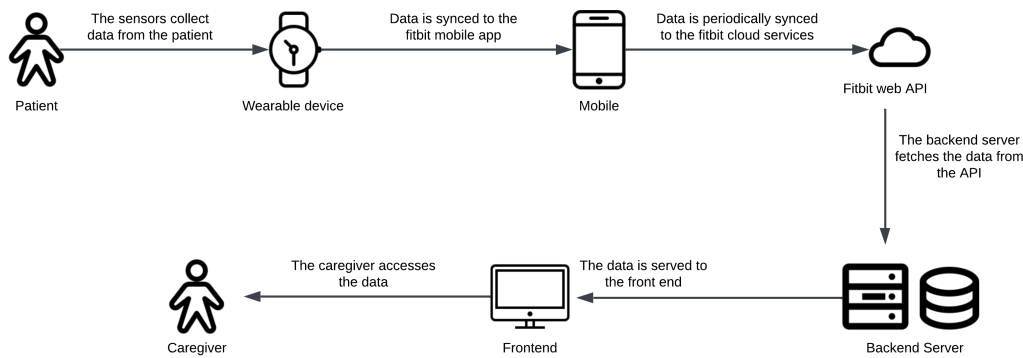 The sensors collect
data from the patient
Data is synced to the
fitbit mobile app
Data is periodically synced
to the fitbit cloud services
Patient
Wearable device
Mobile
Fitbit web API
The backend server
fetches the data from
the API
The caregiver accesses
the data
The data is served to
the front end
Caregiver
Frontend
Backend Server